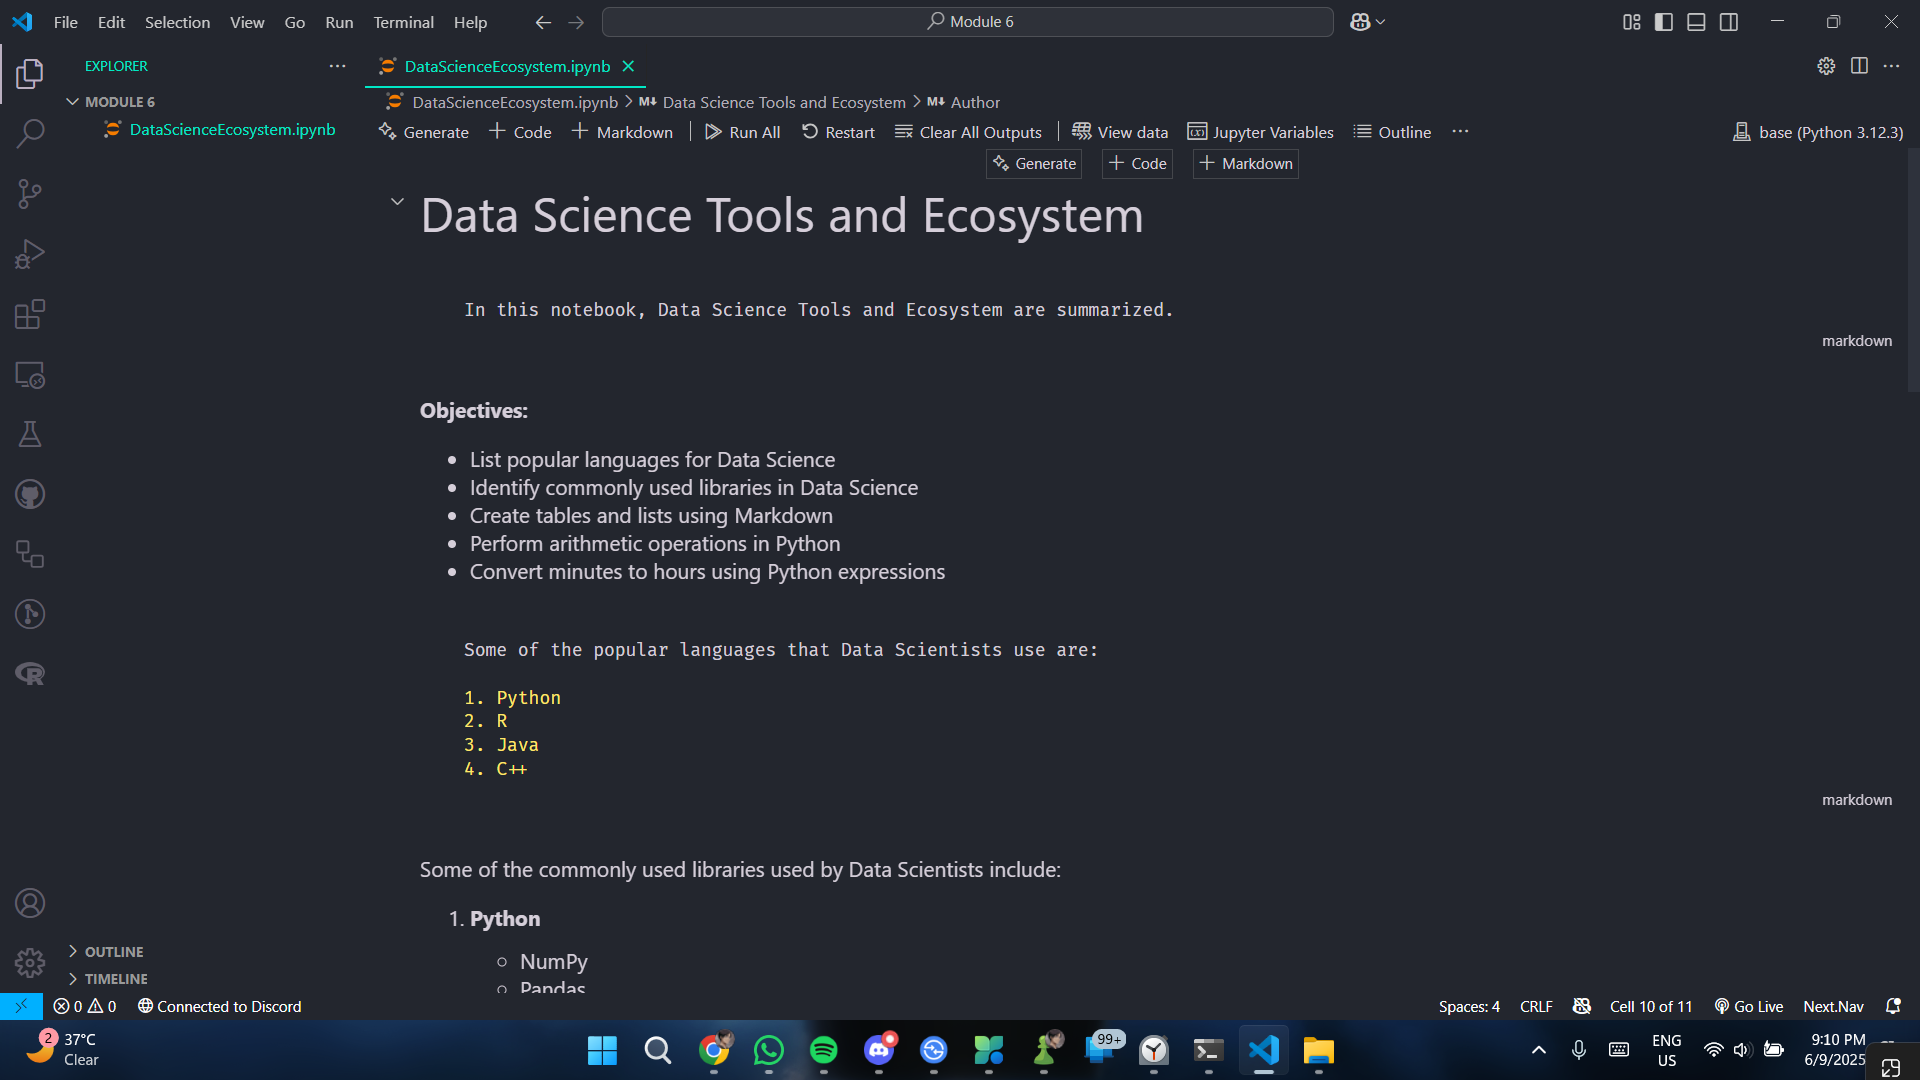 File Edit Selection View Go Run Terminal Help
Module 6
EXPLORER
MODULE 6
DataScienceEcosystem.ipynb
DataScienceEcosystem.ipynb
DataScienceEcosystem.ipynb > M↓ Data Science Tools and Ecosystem > M↓ Author
Generate + Code + Markdown Run All Restart Clear All Outputs View data Jupyter Variables Outline ... base (Python 3.12.3)
Generate + Code + Markdown
Data Science Tools and Ecosystem
In this notebook, Data Science Tools and Ecosystem are summarized.
markdown
Objectives:
• List popular languages for Data Science
• Identify commonly used libraries in Data Science
• Create tables and lists using Markdown
• Perform arithmetic operations in Python
• Convert minutes to hours using Python expressions
Some of the popular languages that Data Scientists use are:
1. Python
2. R
3. Java
4. C++
markdown
Some of the commonly used libraries used by Data Scientists include:
1. Python
○ NumPy
○ Pandas
OUTLINE
TIMELINE
0 0 Connected to Discord Spaces: 4 CRLF Cell 10 of 11 Go Live Next.Nav
2
37°C
Clear
99+
ENG
US
9:10 PM
6/9/2025